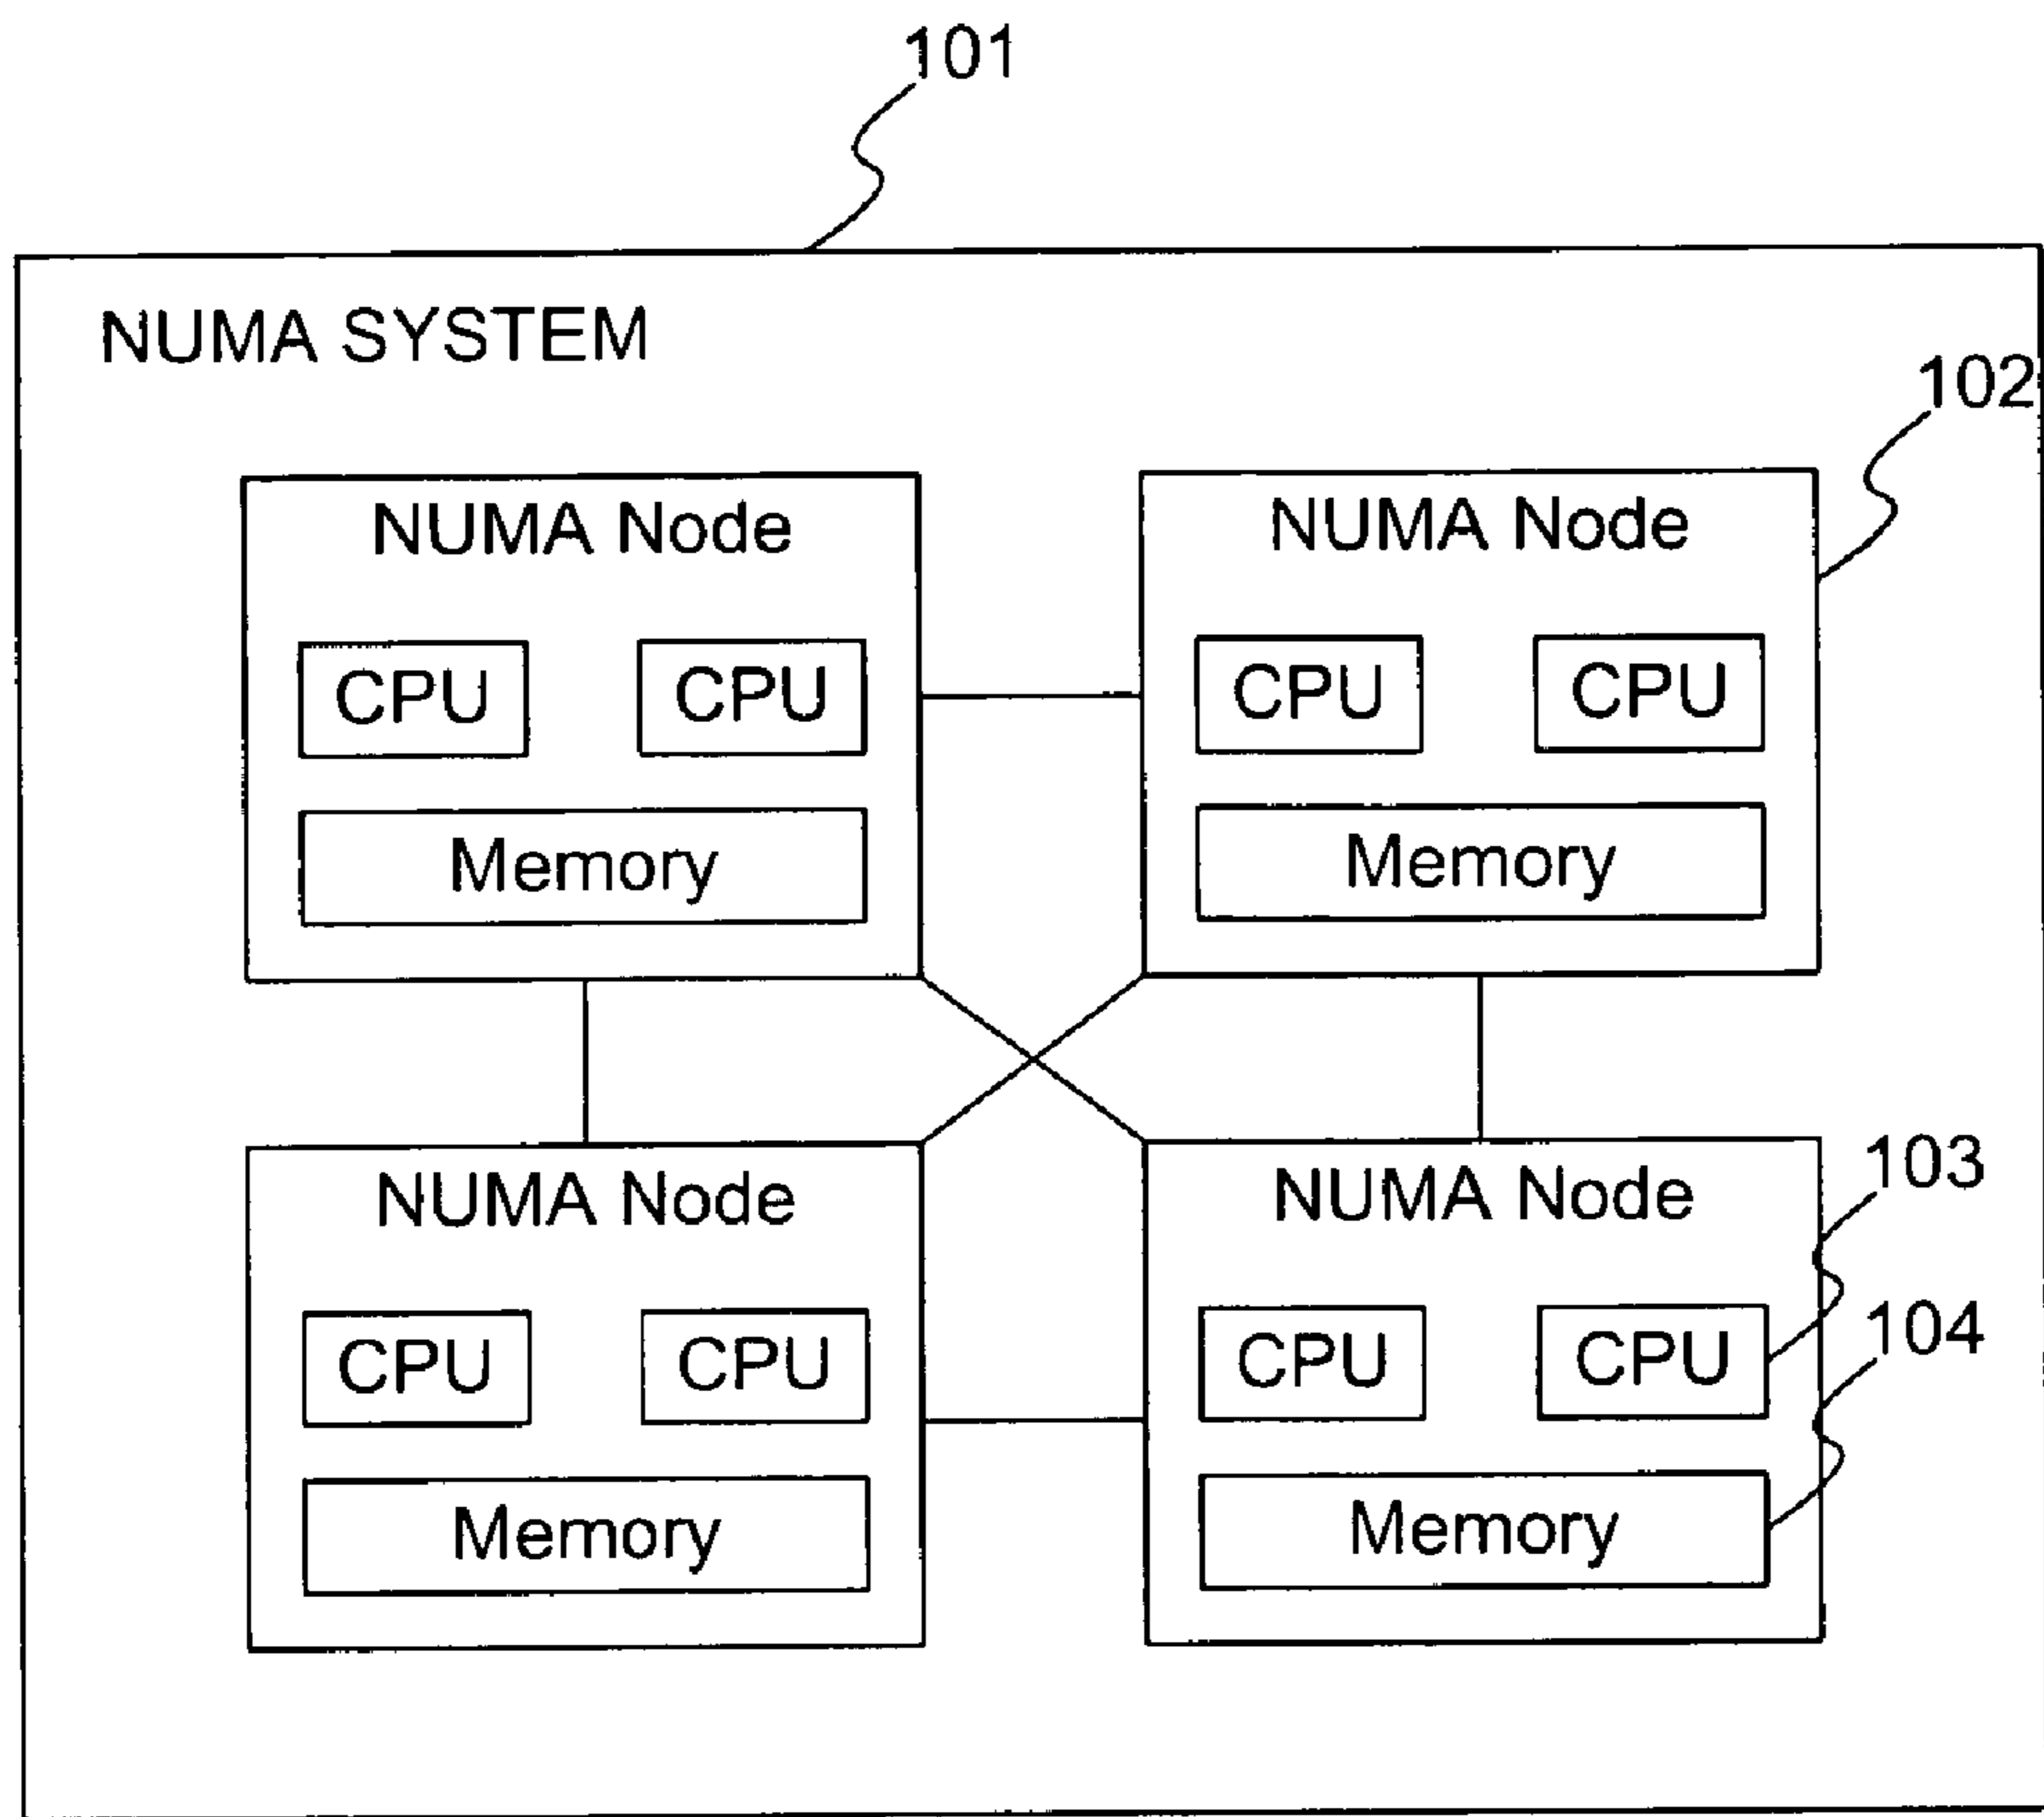 101
NUMA SYSTEM
102
NUMA Node
NUMA Node
CPU
CPU
CPU
CPU
Memory
Memory
NUMA Node
NUMA Node
103
CPU
CPU
CPU
CPU
104
Memory
Memory